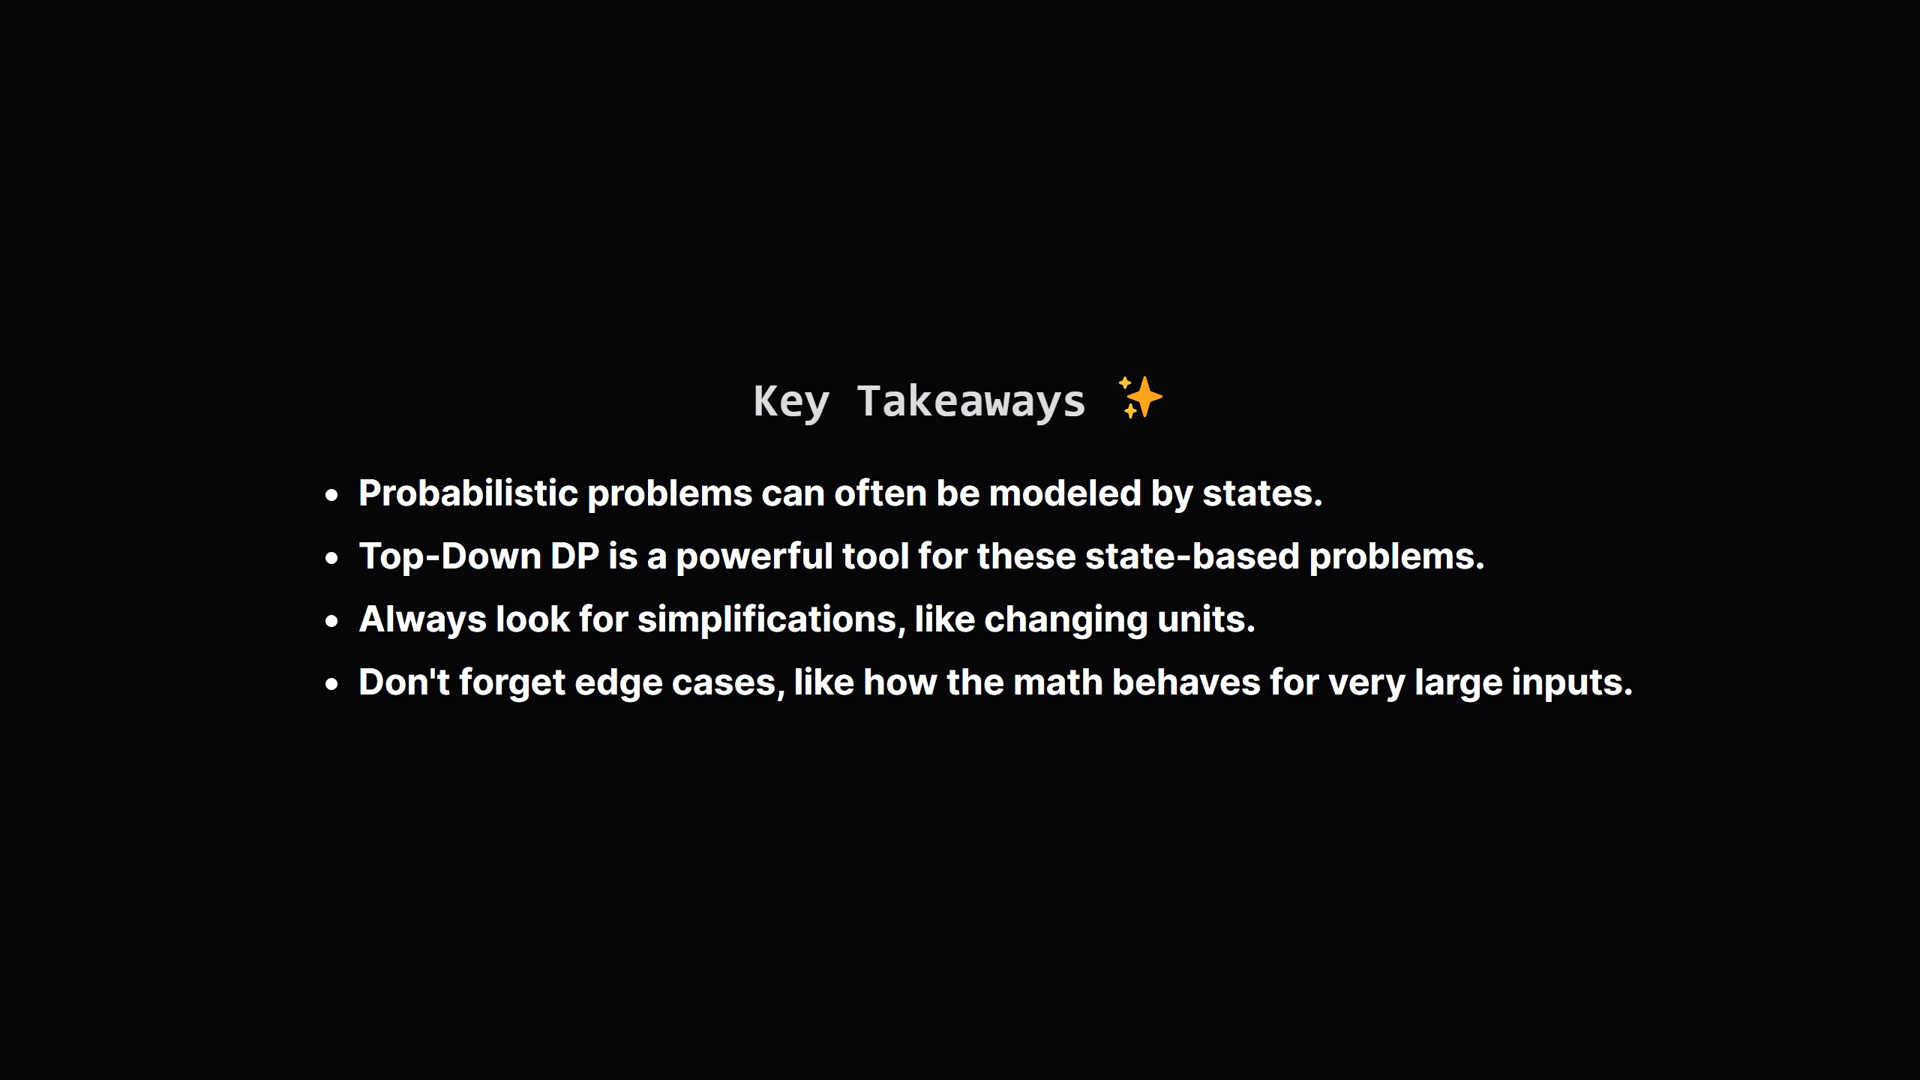 Key Takeaways ✨
• Probabilistic problems can often be modeled by states.
• Top-Down DP is a powerful tool for these state-based problems.
• Always look for simplifications, like changing units.
• Don't forget edge cases, like how the math behaves for very large inputs.